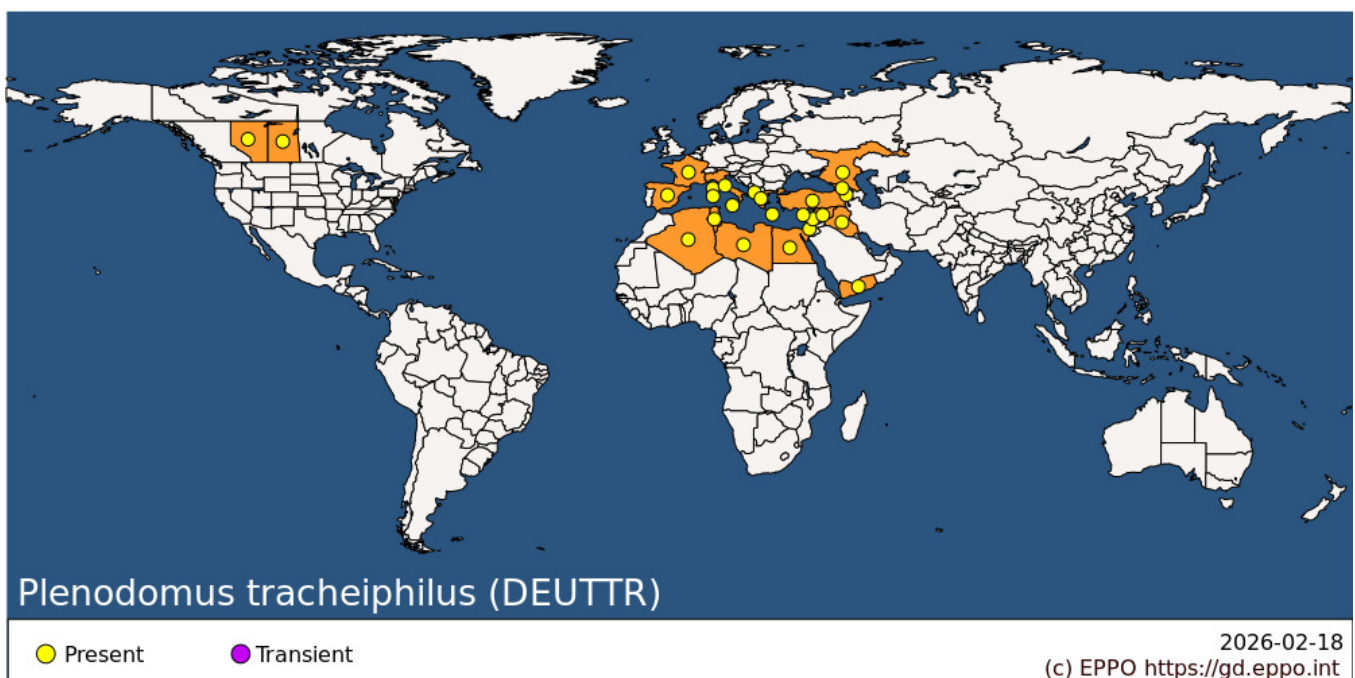 Plenodomus tracheiphilus (DEUTTR)
Present
Transient
2026-02-18
(c) EPPO https://gd.eppo.int